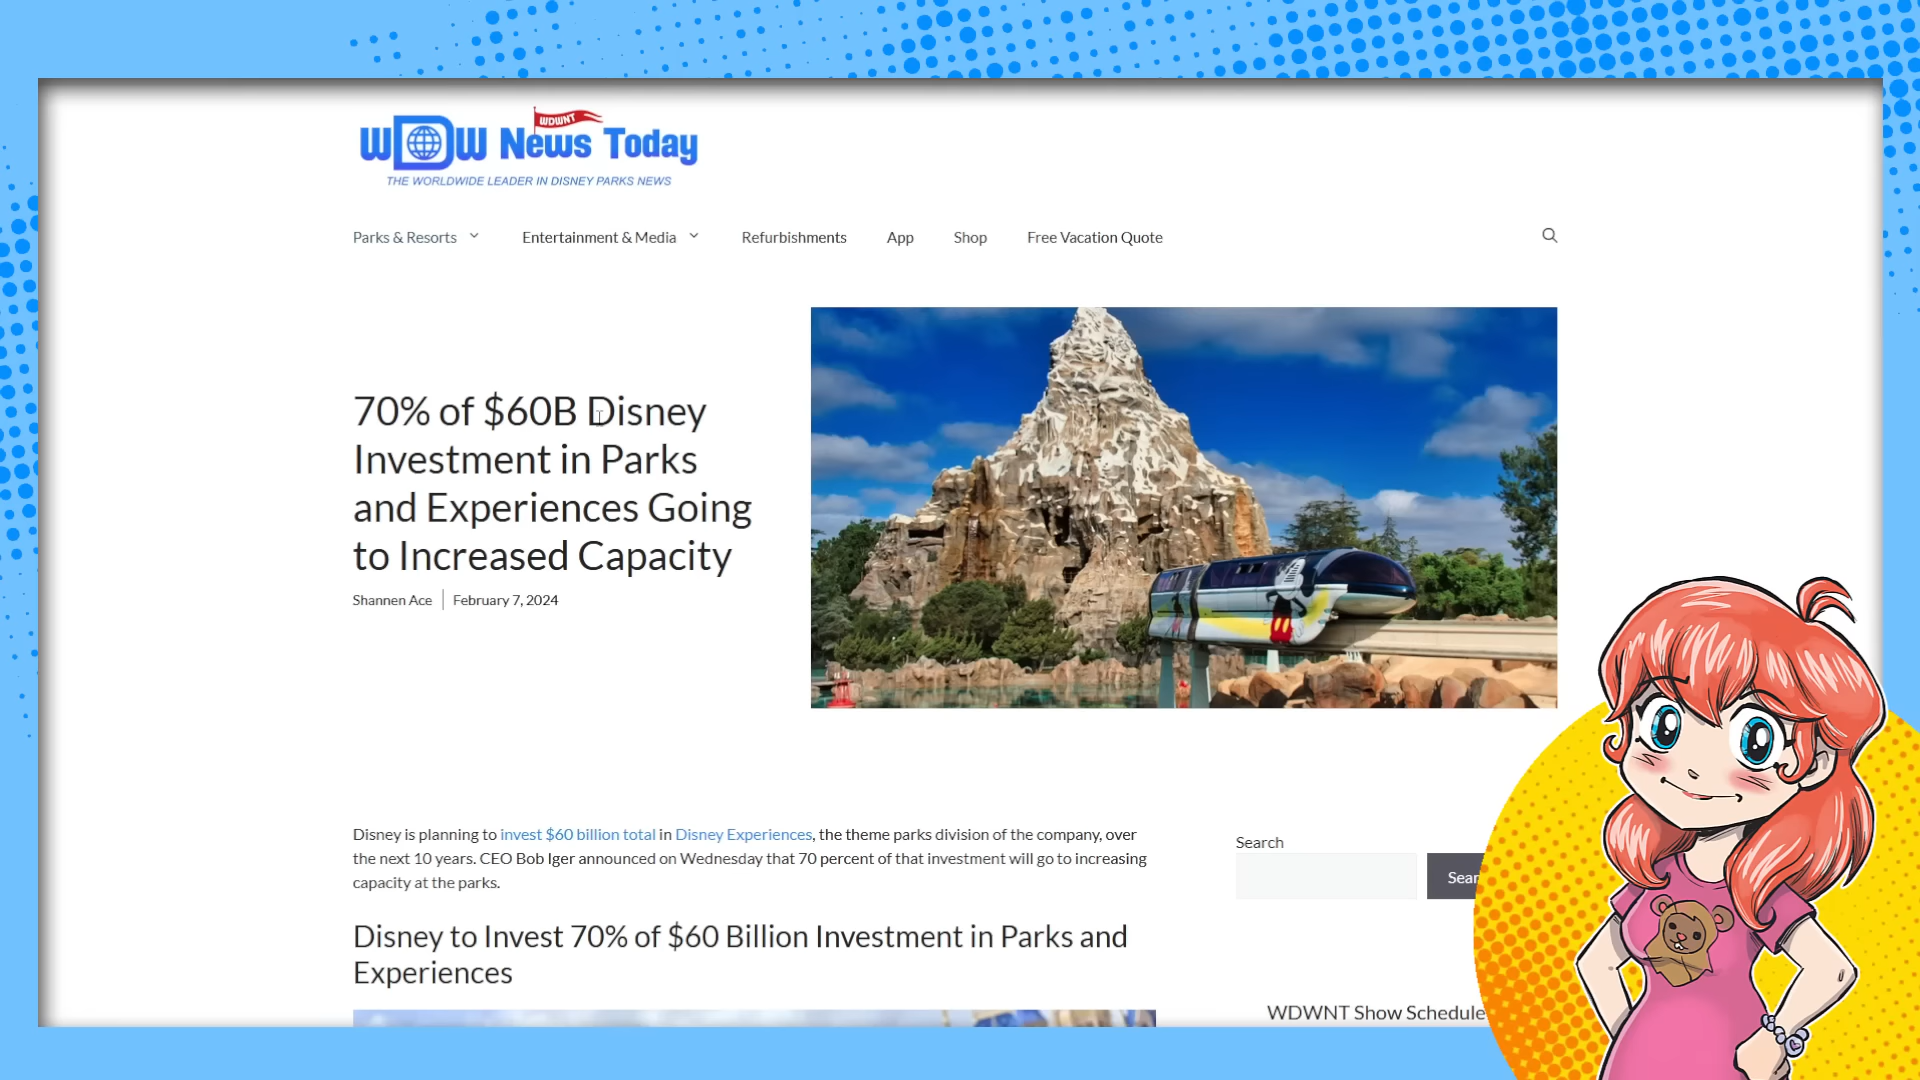 WDWNT
WDW News Today
THE WORLDWIDE LEADER IN DISNEY PARKS NEWS
Parks & Resorts Entertainment & Media Refurbishments App Shop Free Vacation Quote
70% of $60B Disney
Investment in Parks
and Experiences Going
to Increased Capacity
Shannen Ace | February 7, 2024
Disney is planning to invest $60 billion total in Disney Experiences, the theme parks division of the company, over
the next 10 years. CEO Bob Iger announced on Wednesday that 70 percent of that investment will go to increasing
capacity at the parks.
Disney to Invest 70% of $60 Billion Investment in Parks and
Experiences
Search
Sear
WDWNT Show Schedule